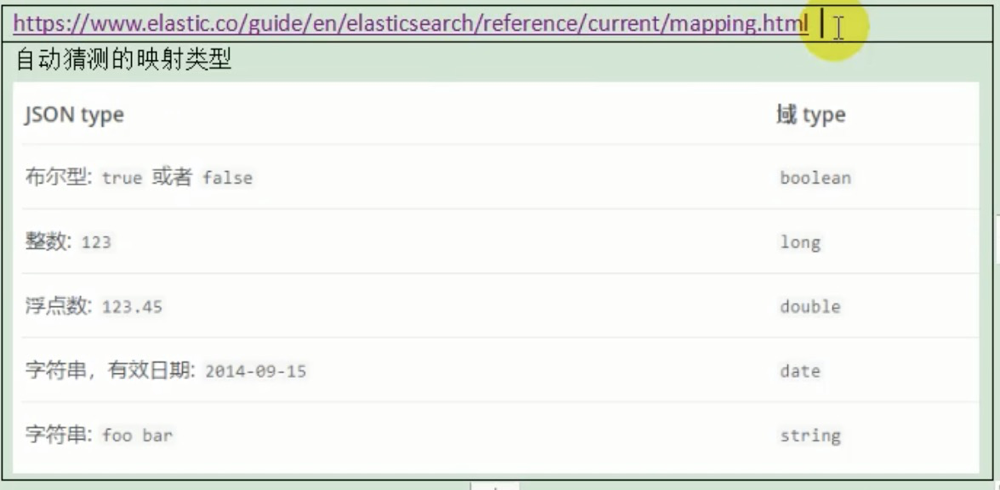 https://www.elastic.co/guide/en/elasticsearch/reference/current/mapping.html
自动猜测的映射类型
JSON type 域 type
布尔型: true 或者 false boolean
整数: 123 long
浮点数: 123.45 double
字符串，有效日期: 2014-09-15 date
字符串: foo bar string